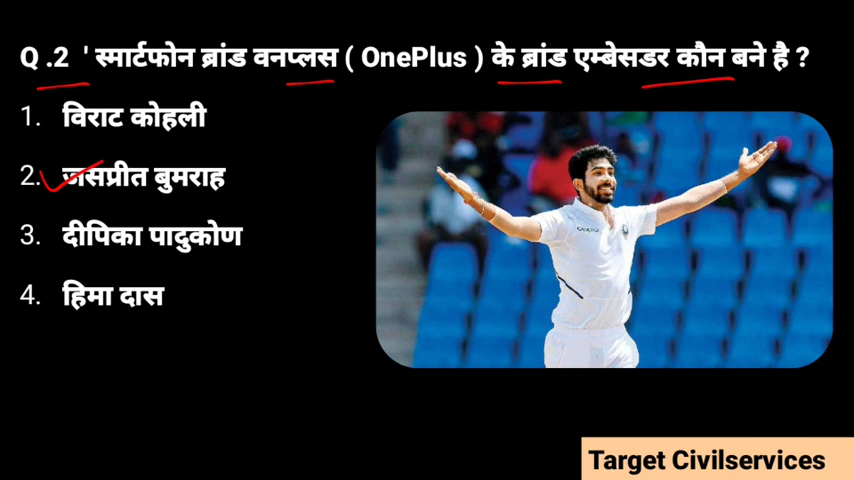 Q .2 ' स्मार्टफोन ब्रांड वनप्लस ( OnePlus ) के ब्रांड एम्बेसडर कौन बने है ?
1. विराट कोहली
2. जसप्रीत बुमराह
3. दीपिका पादुकोण
4. हिमा दास
Target Civilservices